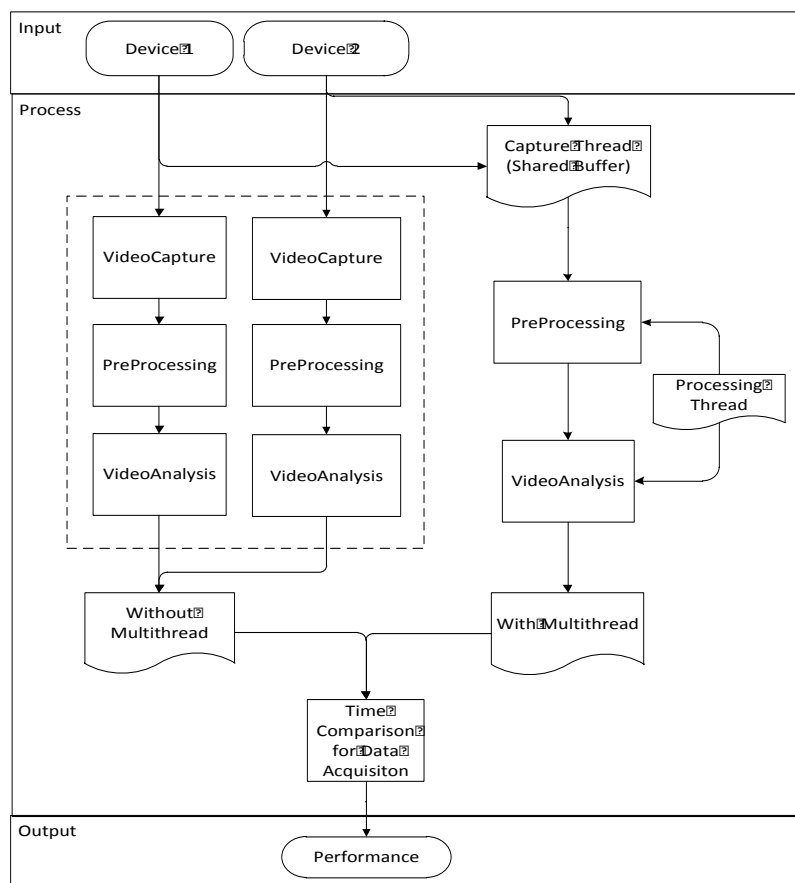 Input
Device 1
Device 2
Process
Capture Thread
(Shared Buffer)
VideoCapture
VideoCapture
PreProcessing
PreProcessing
PreProcessing
Processing
Thread
VideoAnalysis
VideoAnalysis
VideoAnalysis
Without
Multithread
With Multithread
Time
Comparison
for Data
Acquisiton
Output
Performance